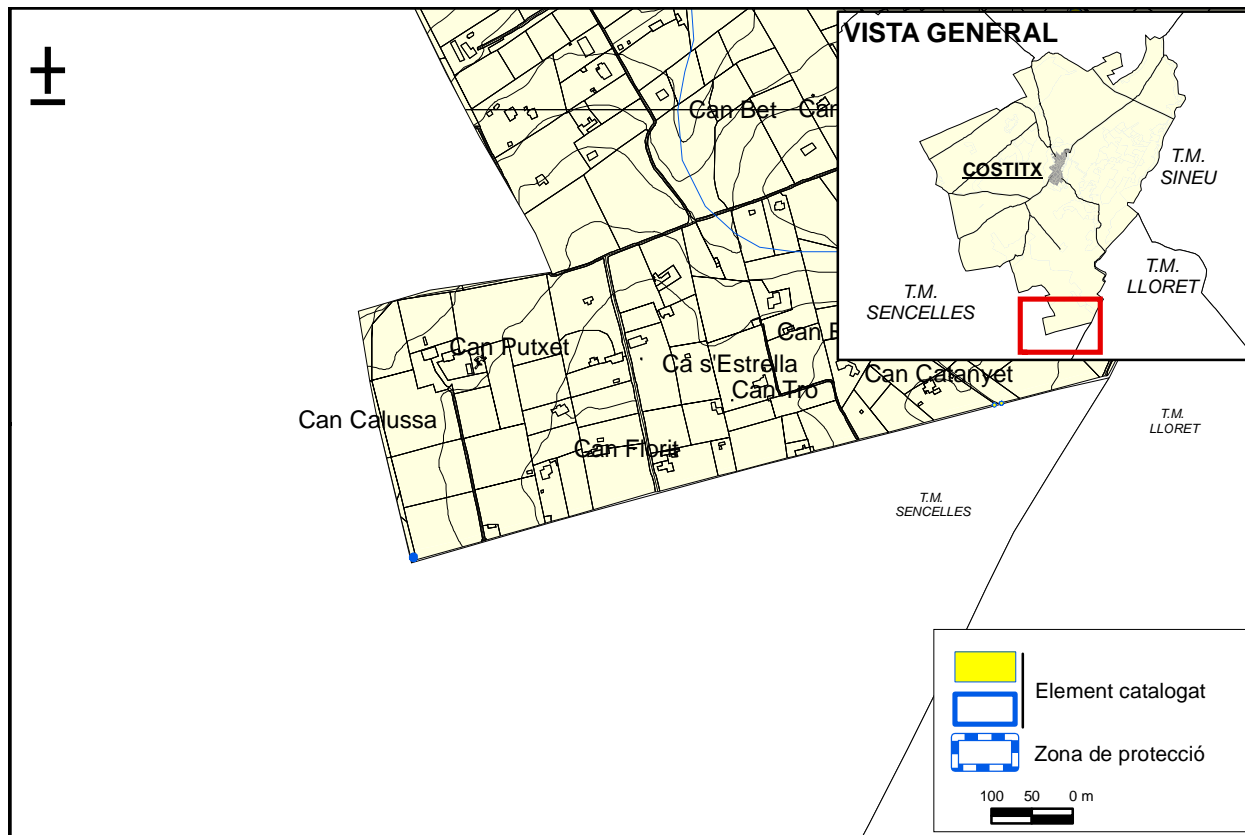 VISTA GENERAL
COSTITX
T.M.
SINEU
T.M.
LLORET
T.M.
SENCELLES
Can Bet
Can Putxet
Ca s'Estrella
Can Tro
Can Catanyet
Can Calussa
Can Florit
T.M.
LLORET
T.M.
SENCELLES
Element catalogat
Zona de protecció
100 50 0 m